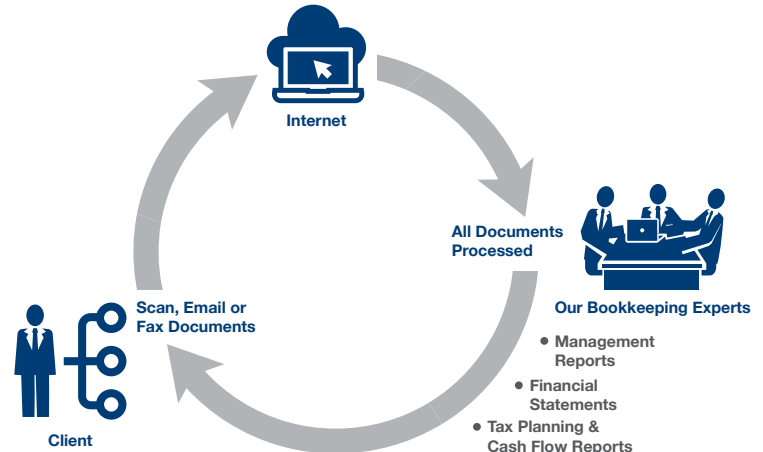 Internet
All Documents
Processed
Our Bookkeeping Experts
Scan, Email or
Fax Documents
Client
• Management
Reports
• Financial
Statements
• Tax Planning &
Cash Flow Reports